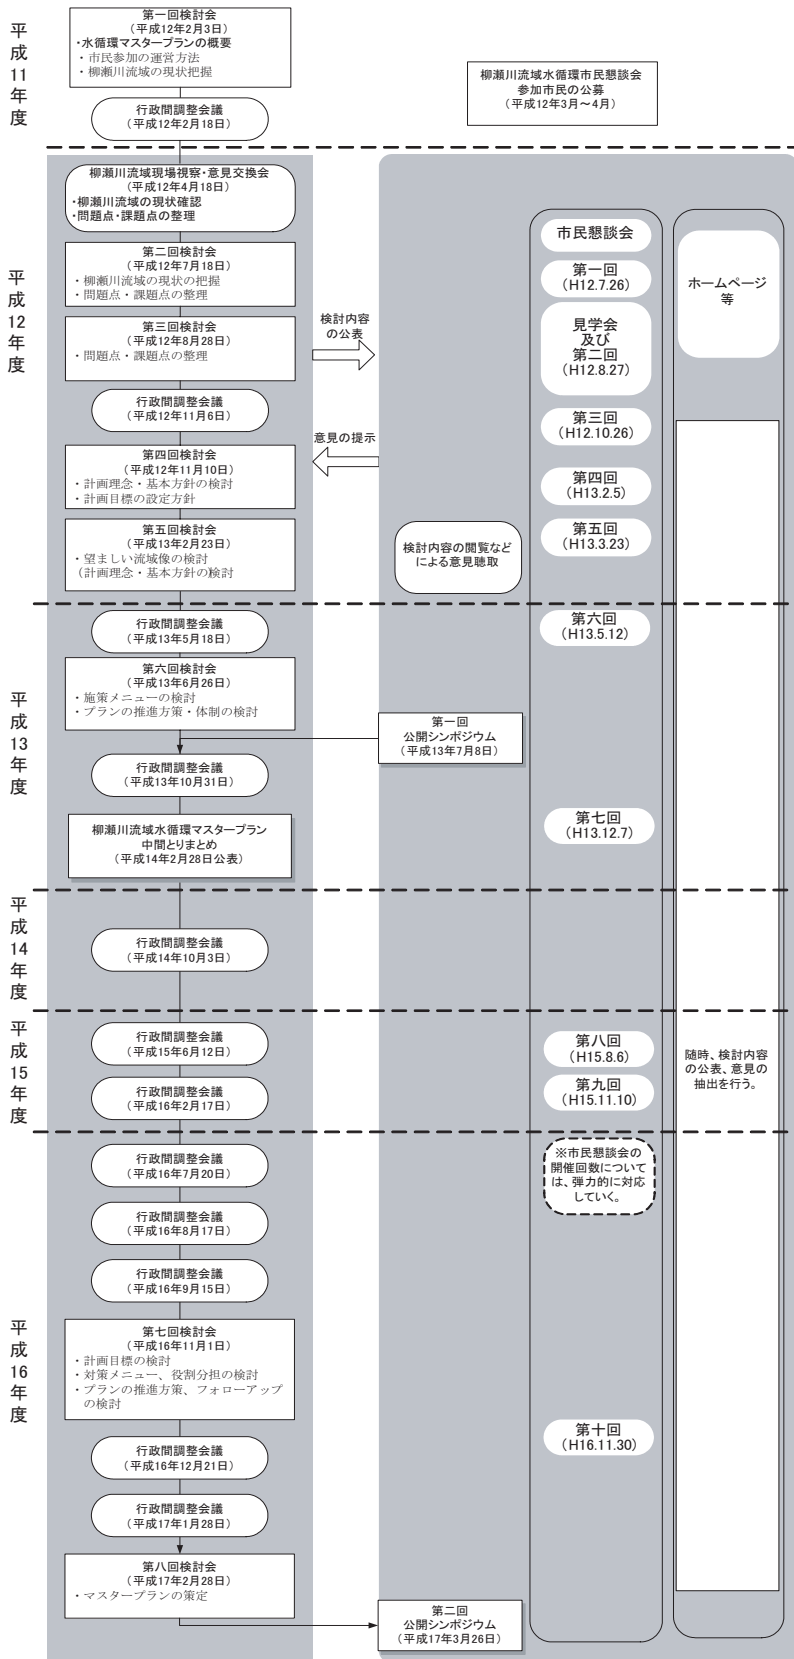 平成11年度
第一回検討会
（平成12年2月3日）
・水循環マスタープランの概要
・市民参加の運営方法
・柳瀬川流域の現状把握
行政間調整会議
（平成12年2月18日）
柳瀬川流域水循環市民懇談会
参加市民の公募
（平成12年3月～4月）
平成12年度
柳瀬川流域現場視察・意見交換会
（平成12年4月18日）
・柳瀬川流域の現状確認
・問題点・課題点の整理
第二回検討会
（平成12年7月18日）
・柳瀬川流域の現状の把握
・問題点・課題点の整理
第三回検討会
（平成12年8月28日）
・問題点・課題点の整理
行政間調整会議
（平成12年11月6日）
第四回検討会
（平成12年11月10日）
・計画理念・基本方針の検討
・計画目標の設定方針
第五回検討会
（平成13年2月23日）
・望ましい流域像の検討
（計画理念・基本方針の検討
検討内容
の公表
意見の提示
検討内容の閲覧など
による意見聴取
市民懇談会
第一回
（H12.7.26）
見学会
及び
第二回
（H12.8.27）
第三回
（H12.10.26）
第四回
（H13.2.5）
第五回
（H13.3.23）
ホームページ
等
平成13年度
行政間調整会議
（平成13年5月18日）
第六回検討会
（平成13年6月26日）
・施策メニューの検討
・プランの推進方策・体制の検討
行政間調整会議
（平成13年10月31日）
柳瀬川流域水循環マスタープラン
中間とりまとめ
（平成14年2月28日公表）
第一回
公開シンポジウム
（平成13年7月8日）
第六回
（H13.5.12）
第七回
（H13.12.7）
平成14年度
行政間調整会議
（平成14年10月3日）
平成15年度
行政間調整会議
（平成15年6月12日）
行政間調整会議
（平成16年2月17日）
第八回
（H15.8.6）
第九回
（H15.11.10）
随時、検討内容
の公表、意見の
抽出を行う。
平成16年度
行政間調整会議
（平成16年7月20日）
行政間調整会議
（平成16年8月17日）
行政間調整会議
（平成16年9月15日）
第七回検討会
（平成16年11月1日）
・計画目標の検討
・対策メニュー、役割分担の検討
・プランの推進方策、フォローアップ
の検討
行政間調整会議
（平成16年12月21日）
行政間調整会議
（平成17年1月28日）
第八回検討会
（平成17年2月28日）
・マスタープランの策定
※市民懇談会の
開催回数につい
ては、弾力的に対応
していく。
第十回
（H16.11.30）
第二回
公開シンポジウム
（平成17年3月26日）